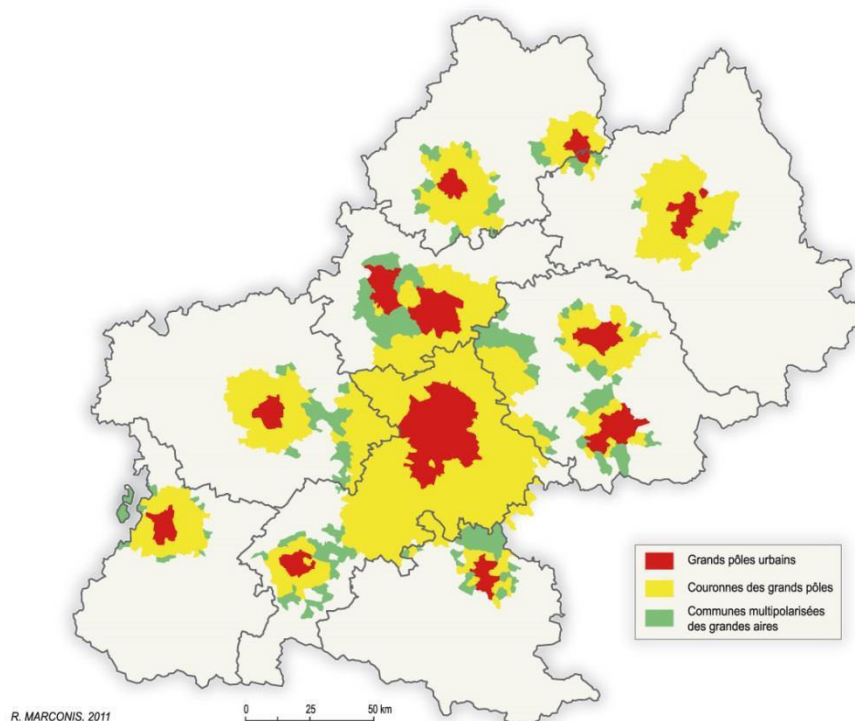 Grands pôles urbains
Couronnes des grands pôles
Communes multipolarisées
des grandes aires
R. MARCONIS. 2011
0 25 50 km